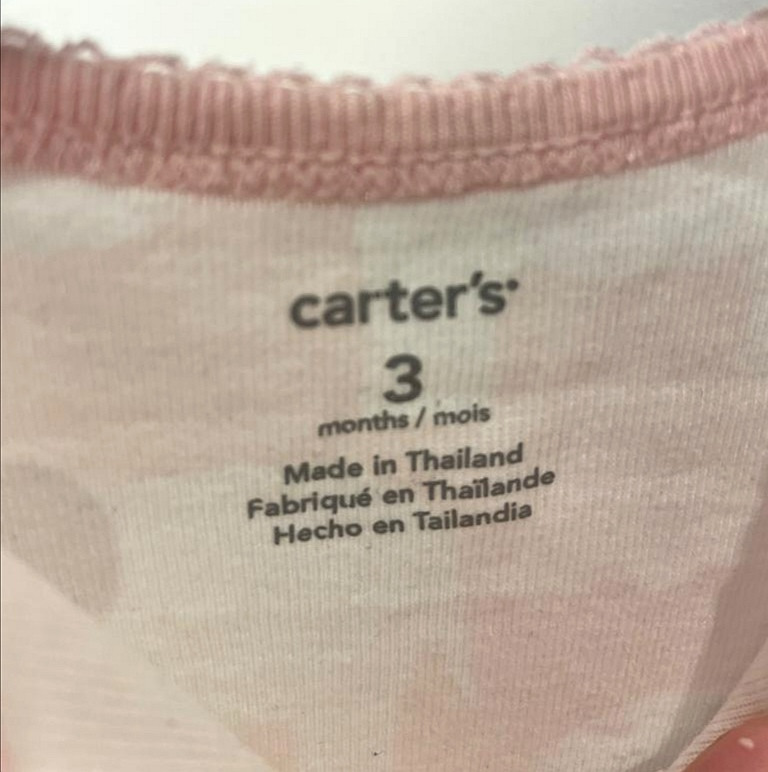 carter's
3
months / mois
Made in Thailand
Fabriqué en Thaïlande
Hecho en Tailandia